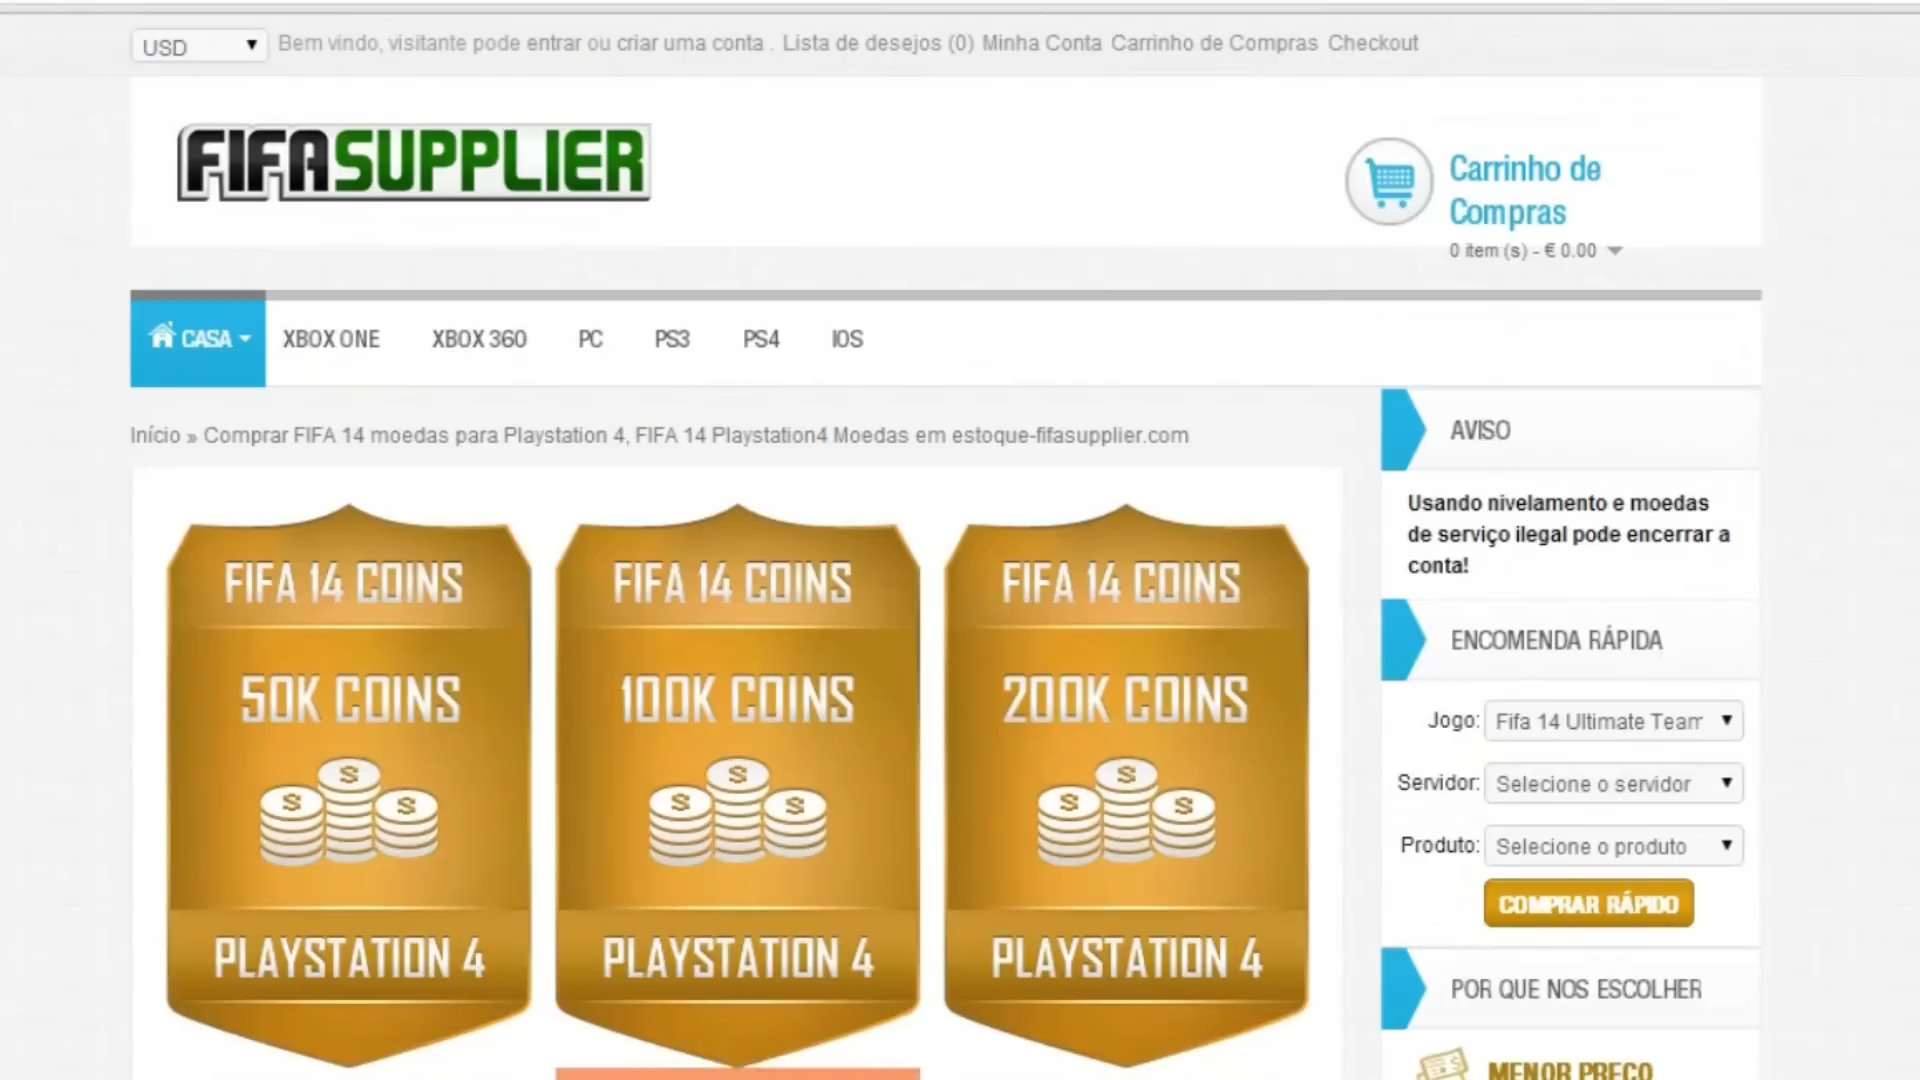 USD Bem vindo, visitante pode entrar ou criar uma conta . Lista de desejos (0) Minha Conta Carrinho de Compras Checkout
FIFASUPPLIER
Carrinho de
Compras
0 item (s) - € 0.00
CASA XBOX ONE XBOX 360 PC PS3 PS4 IOS
Início » Comprar FIFA 14 moedas para Playstation 4, FIFA 14 Playstation4 Moedas em estoque-fifasupplier.com
FIFA 14 COINS
50K COINS
PLAYSTATION 4
FIFA 14 COINS
100K COINS
PLAYSTATION 4
FIFA 14 COINS
200K COINS
PLAYSTATION 4
AVISO
Usando nivelamento e moedas
de serviço ilegal pode encerrar a
conta!
ENCOMENDA RÁPIDA
Jogo: Fifa 14 Ultimate Team
Servidor: Selecione o servidor
Produto: Selecione o produto
COMPRAR RÁPIDO
POR QUE NOS ESCOLHER
MENOR PREÇO